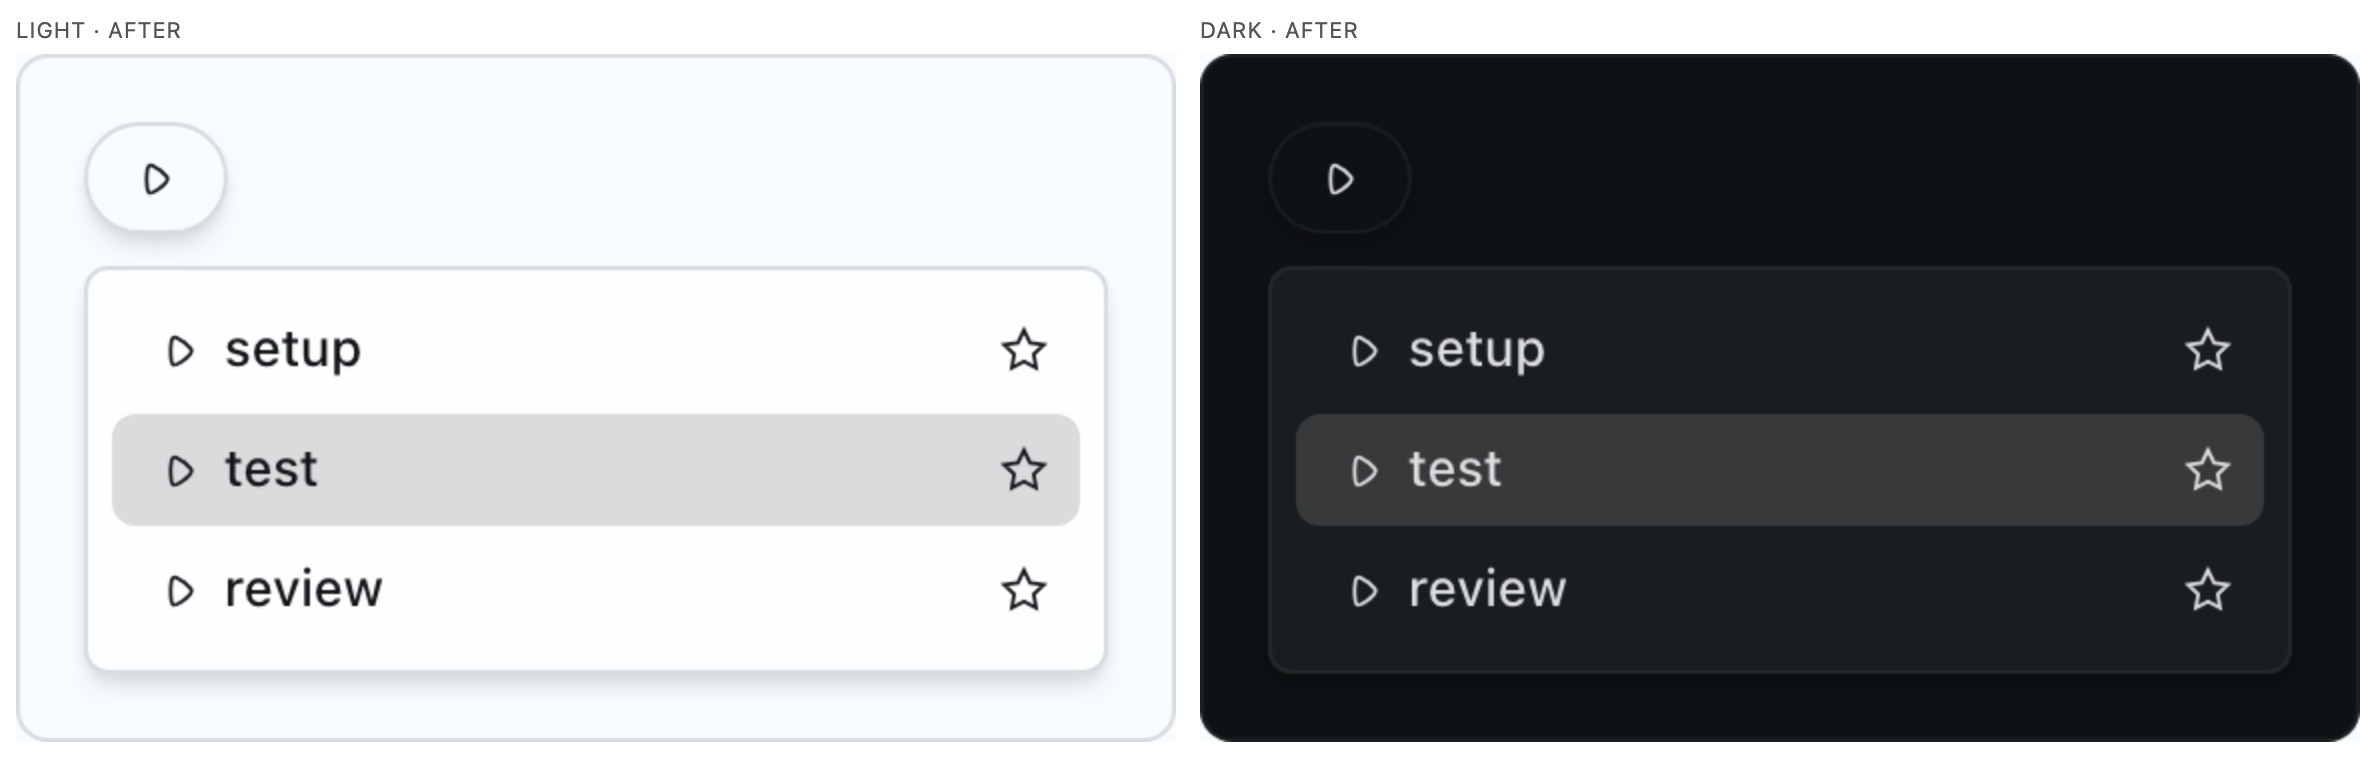 LIGHT · AFTER
setup
test
review
DARK · AFTER
setup
test
review